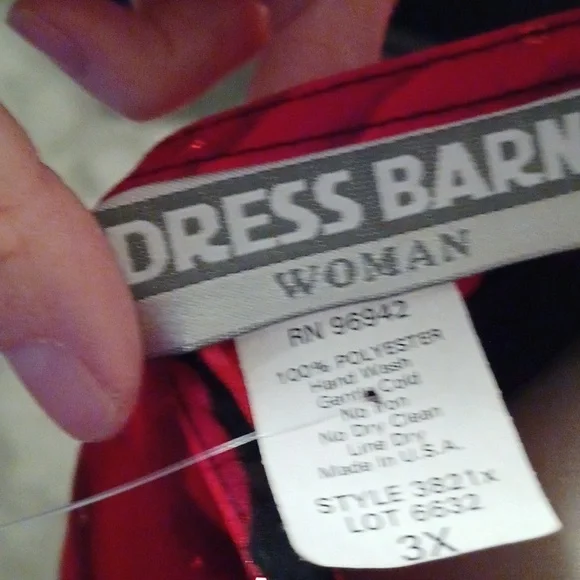 DRESS BARN
WOMAN
RN 96942
100% POLYESTER
Hand Wash
Gentle Cold
No Iron
No Dry Clean
Line Dry
Made in U.S.A.
STYLE 3821x
LOT 6632
3X